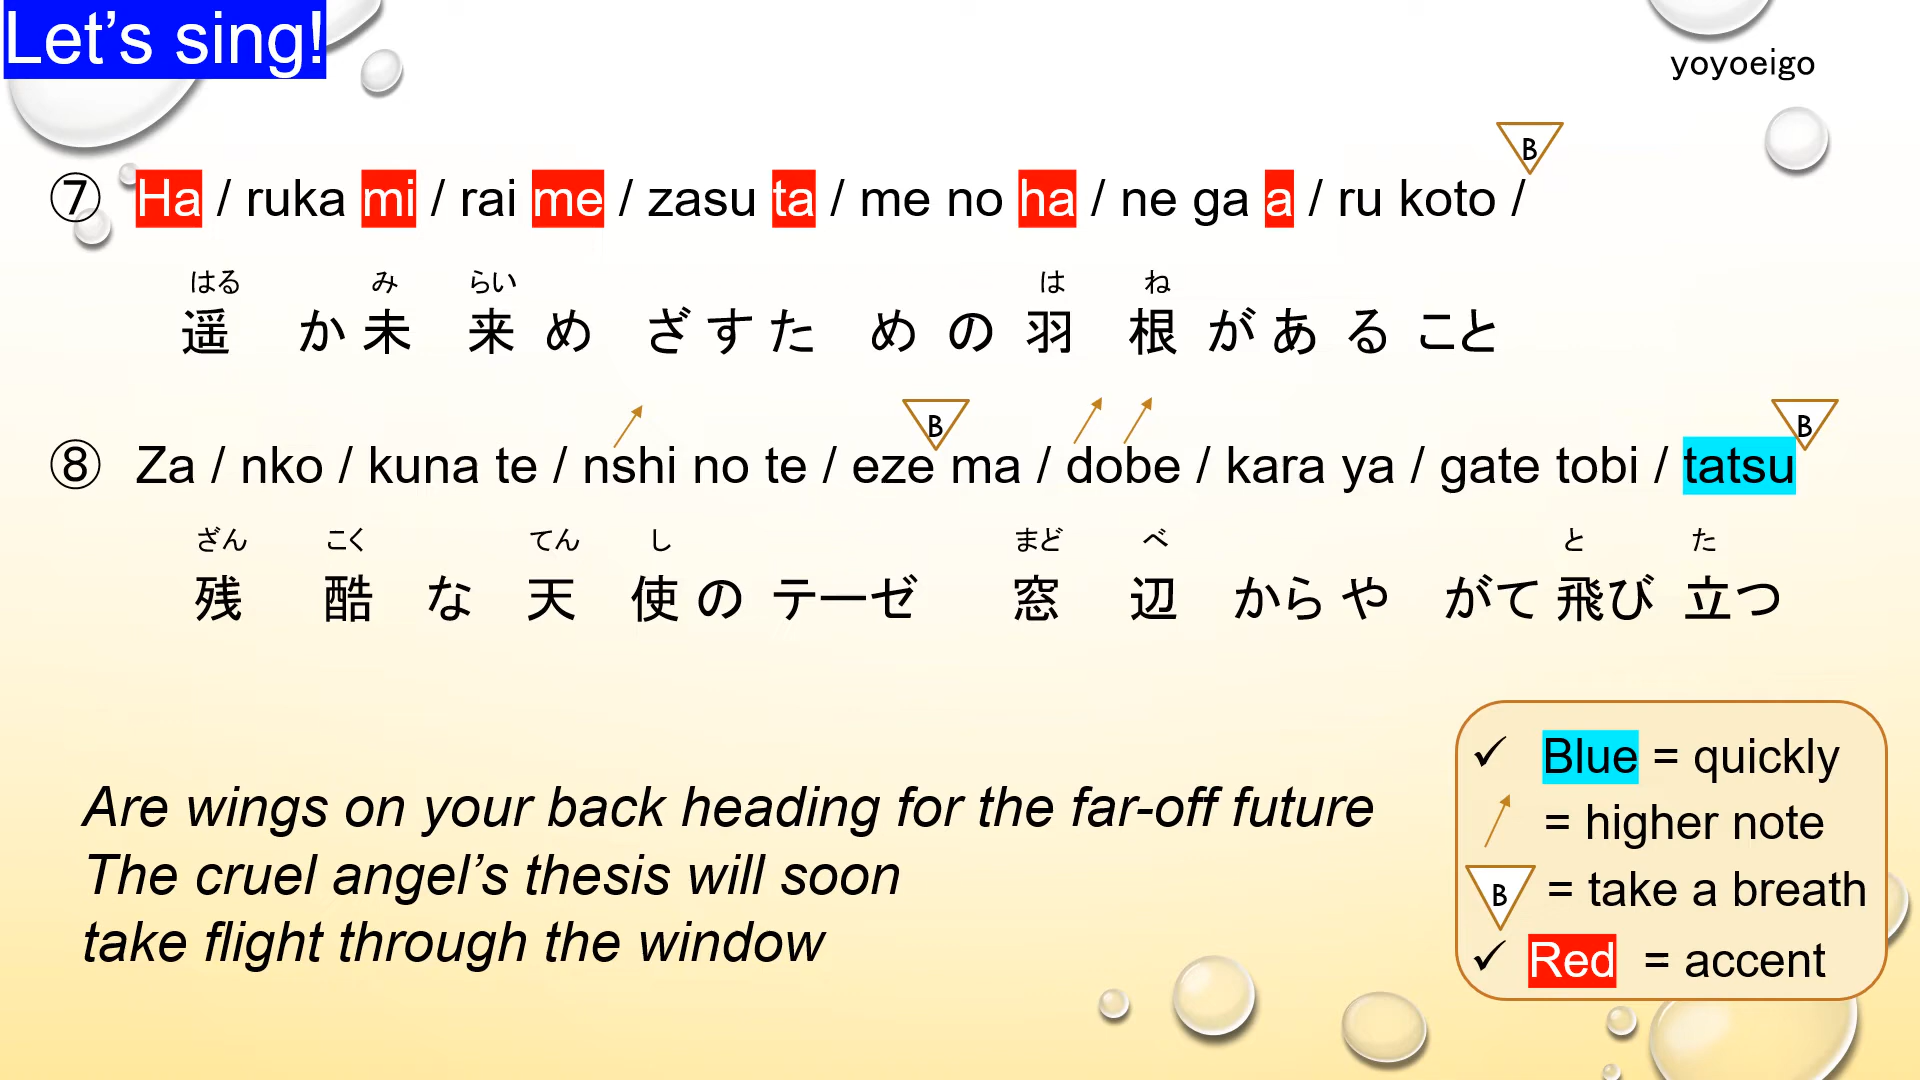 Let's sing!
yoyoeigo
B
⑦ Ha / ruka mi / rai me / zasu ta / me no ha / ne ga a / ru koto /
はる み らい は ね
遥 か 未 来 め ざ す た め の 羽 根 が あ る こと
B B
⑧ Za / nko / kuna te / nshi no te / eze ma / dobe / kara ya / gate tobi / tatsu
ざん こく てん し まど べ と た
残 酷 な 天 使 の テーゼ 窓 辺 から や がて 飛び 立つ
Are wings on your back heading for the far-off future
The cruel angel's thesis will soon
take flight through the window
✓ Blue = quickly
= higher note
B = take a breath
✓ Red = accent